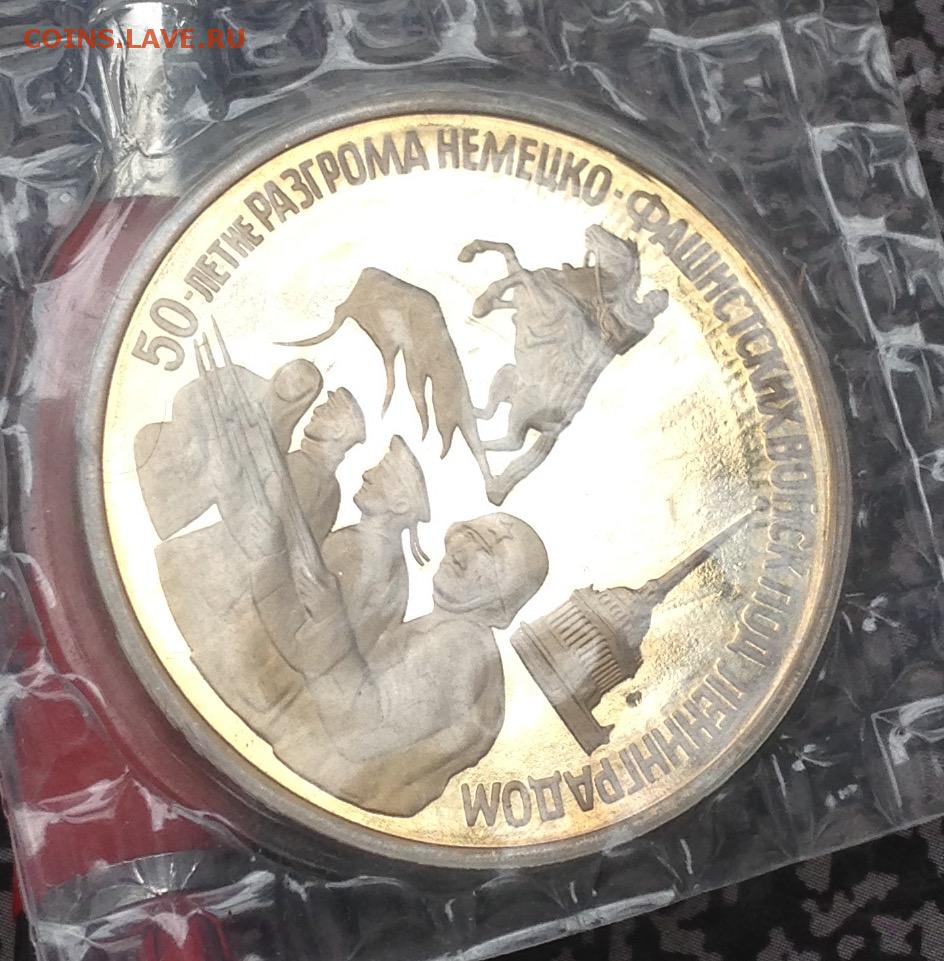 COINS.LAVE.RU
50-ЛЕТИЕ РАЗГРОМА НЕМЕЦКО-ФАШИСТСКИХ ВОЙСК ПОД ЛЕНИНГРАДОМ